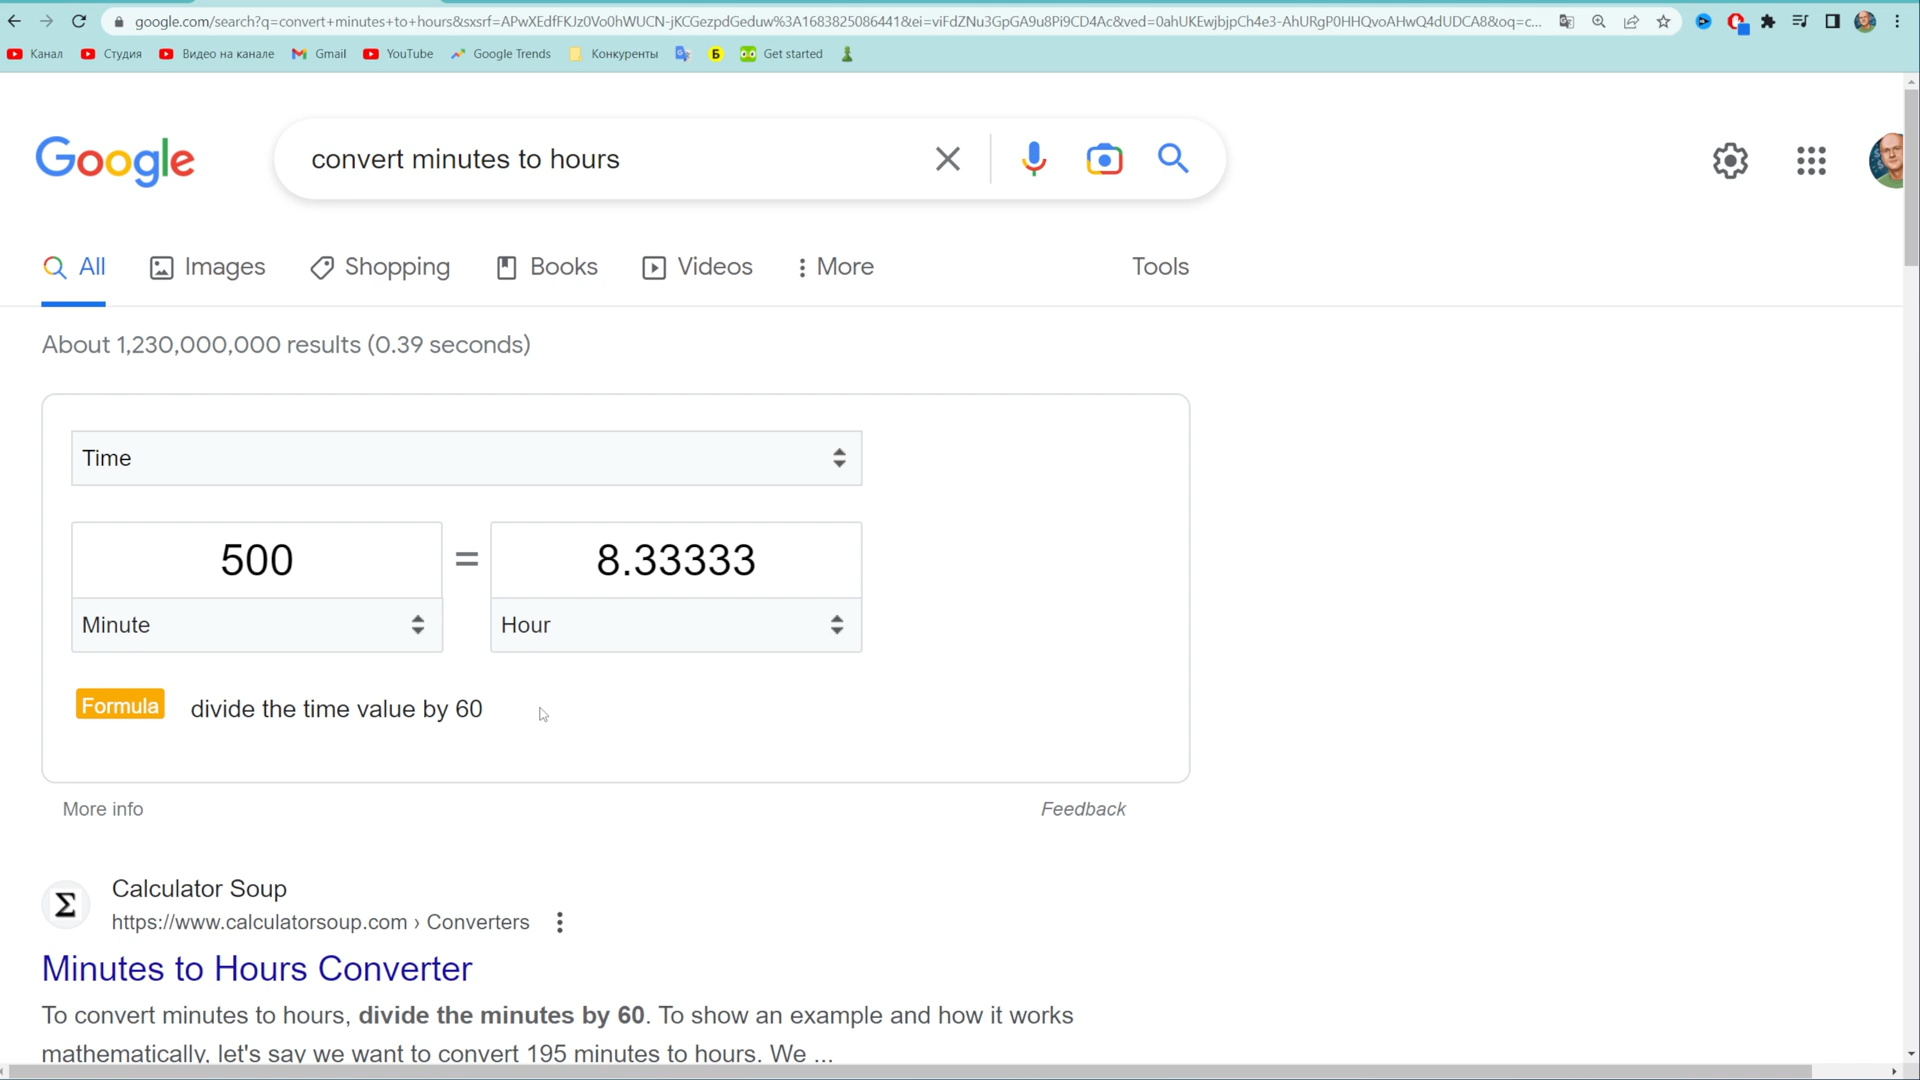 google.com/search?q=convert+minutes+to+hours&sxsrf=APwXEdfFKJz0Vo0hWUCN-jKCGezpdGeduw%3A1683825086441&ei=viFdZNu3GpGA9u8Pi9CD4Ac&ved=0ahUKEwjbjpCh4e3-AhURgP0HHQvoAHwQ4dUDCA8&oq=c...
Канал Студия Видео на канале Gmail YouTube Google Trends Конкуренты Б Get started
Google convert minutes to hours
All Images Shopping Books Videos More Tools
About 1,230,000,000 results (0.39 seconds)
Time
500 = 8.33333
Minute Hour
Formula divide the time value by 60
More info Feedback
Calculator Soup
https://www.calculatorsoup.com › Converters
Minutes to Hours Converter
To convert minutes to hours, divide the minutes by 60. To show an example and how it works
mathematically, let's say we want to convert 195 minutes to hours. We ...